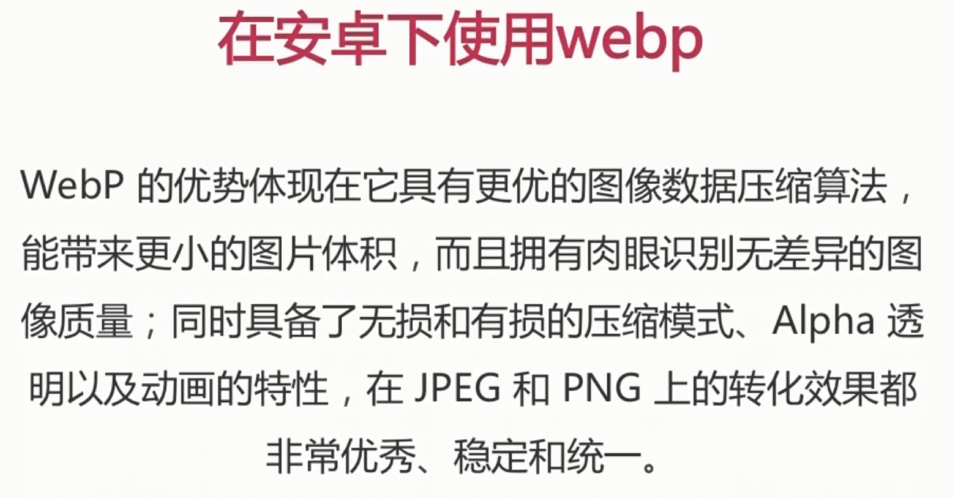 在安卓下使用webp
WebP 的优势体现在它具有更优的图像数据压缩算法，
能带来更小的图片体积，而且拥有肉眼识别无差异的图
像质量；同时具备了无损和有损的压缩模式、Alpha 透
明以及动画的特性，在 JPEG 和 PNG 上的转化效果都
非常优秀、稳定和统一。